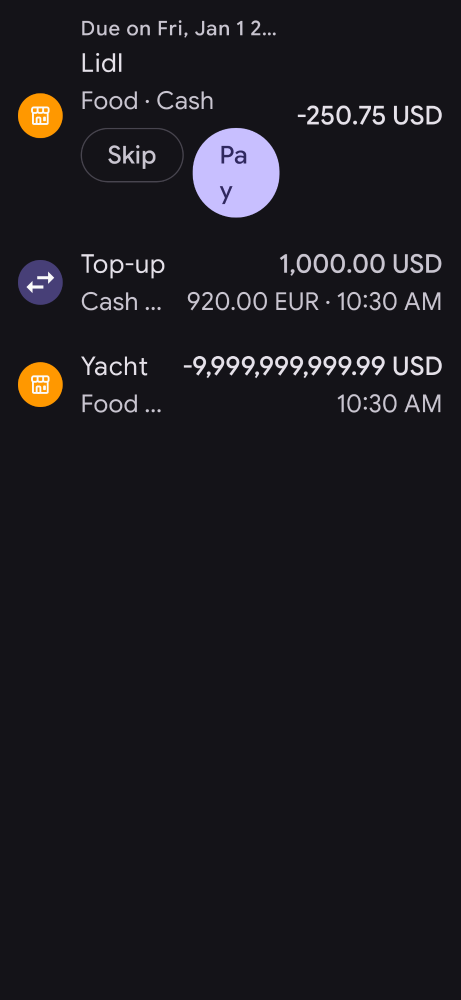 Due on Fri, Jan 1 2...
Lidl
Food · Cash
-250.75 USD
Skip
Pa
y
Top-up
1,000.00 USD
Cash ...
920.00 EUR · 10:30 AM
Yacht
-9,999,999,999.99 USD
Food ...
10:30 AM